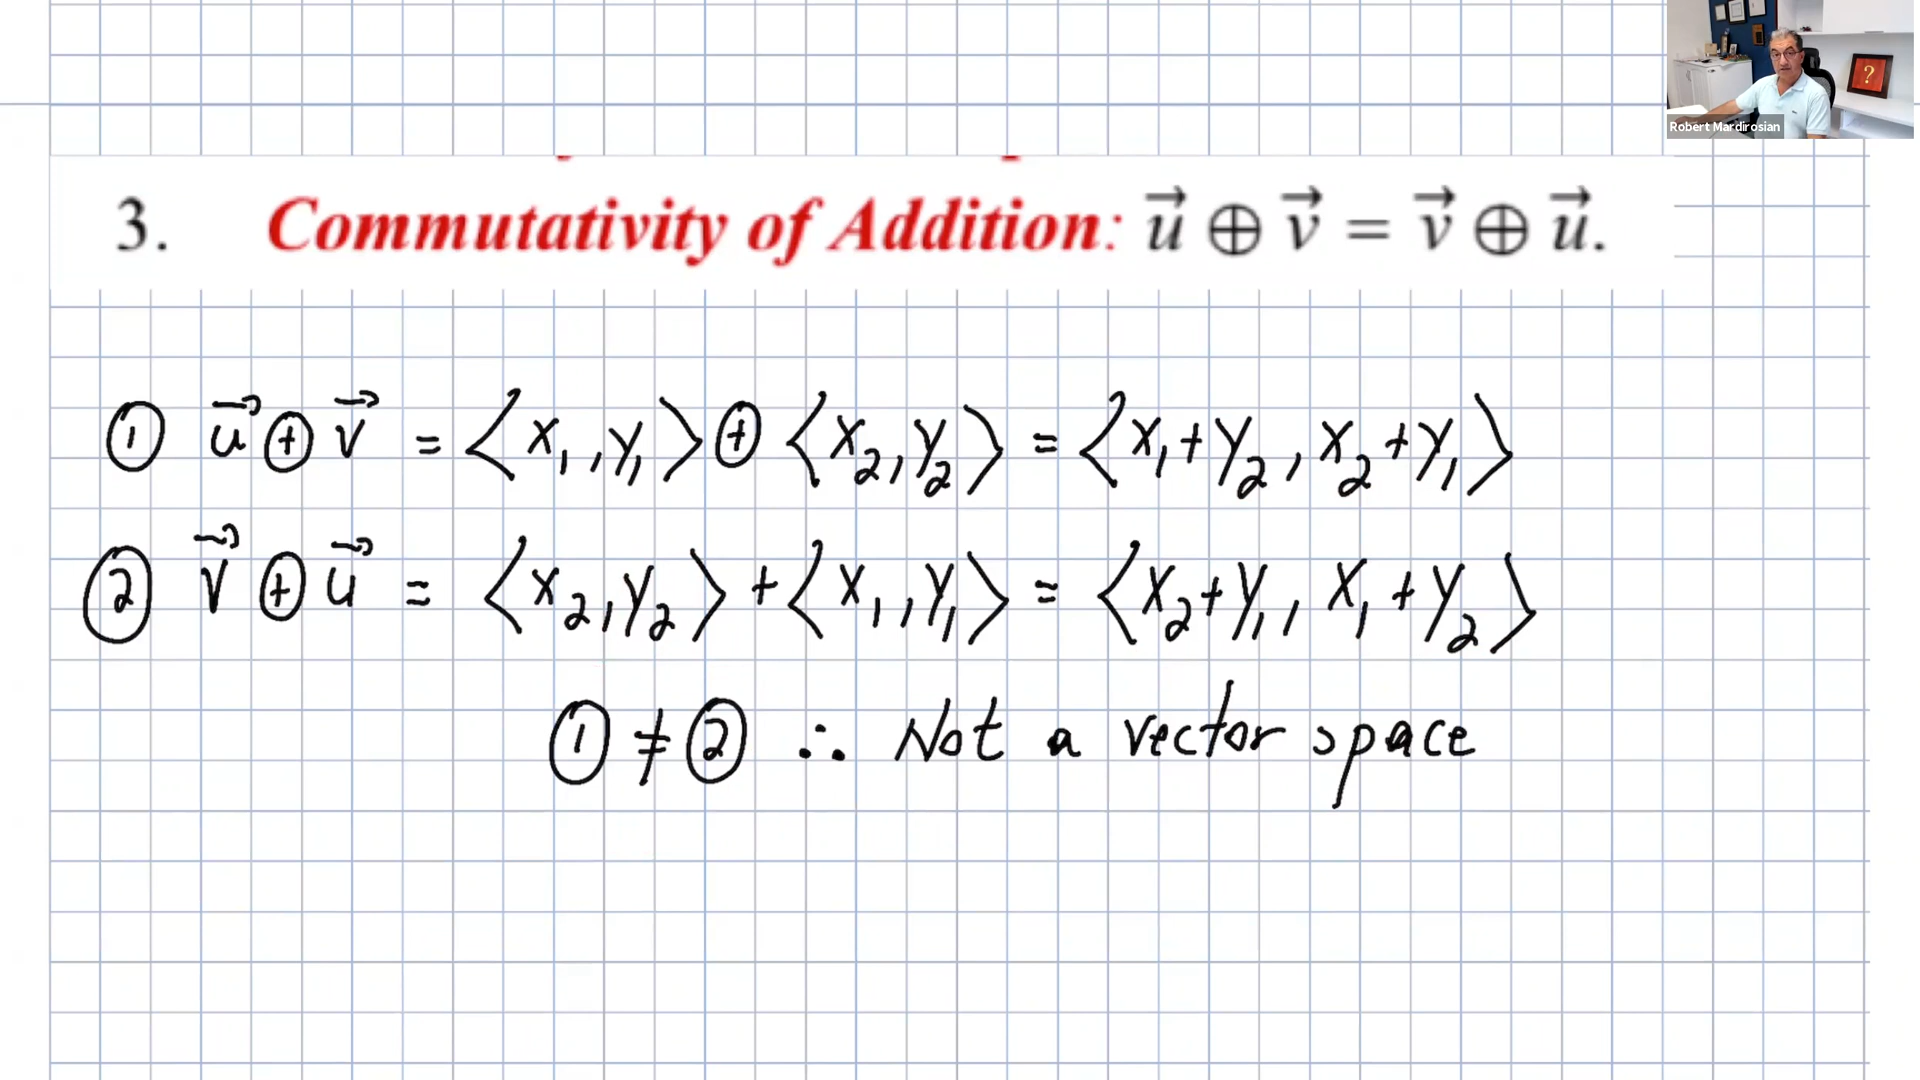 ?
Robert Mardirosian
3. Commutativity of Addition: u⃗ ⊕ v⃗ = v⃗ ⊕ u⃗.
① u⃗ ⊕ v⃗ = ⟨x₁, y₁⟩ ⊕ ⟨x₂, y₂⟩ = ⟨x₁+y₂, x₂+y₁⟩
② v⃗ ⊕ u⃗ = ⟨x₂, y₂⟩ + ⟨x₁, y₁⟩ = ⟨x₂+y₁, x₁+y₂⟩
① ≠ ② ∴ Not a vector space